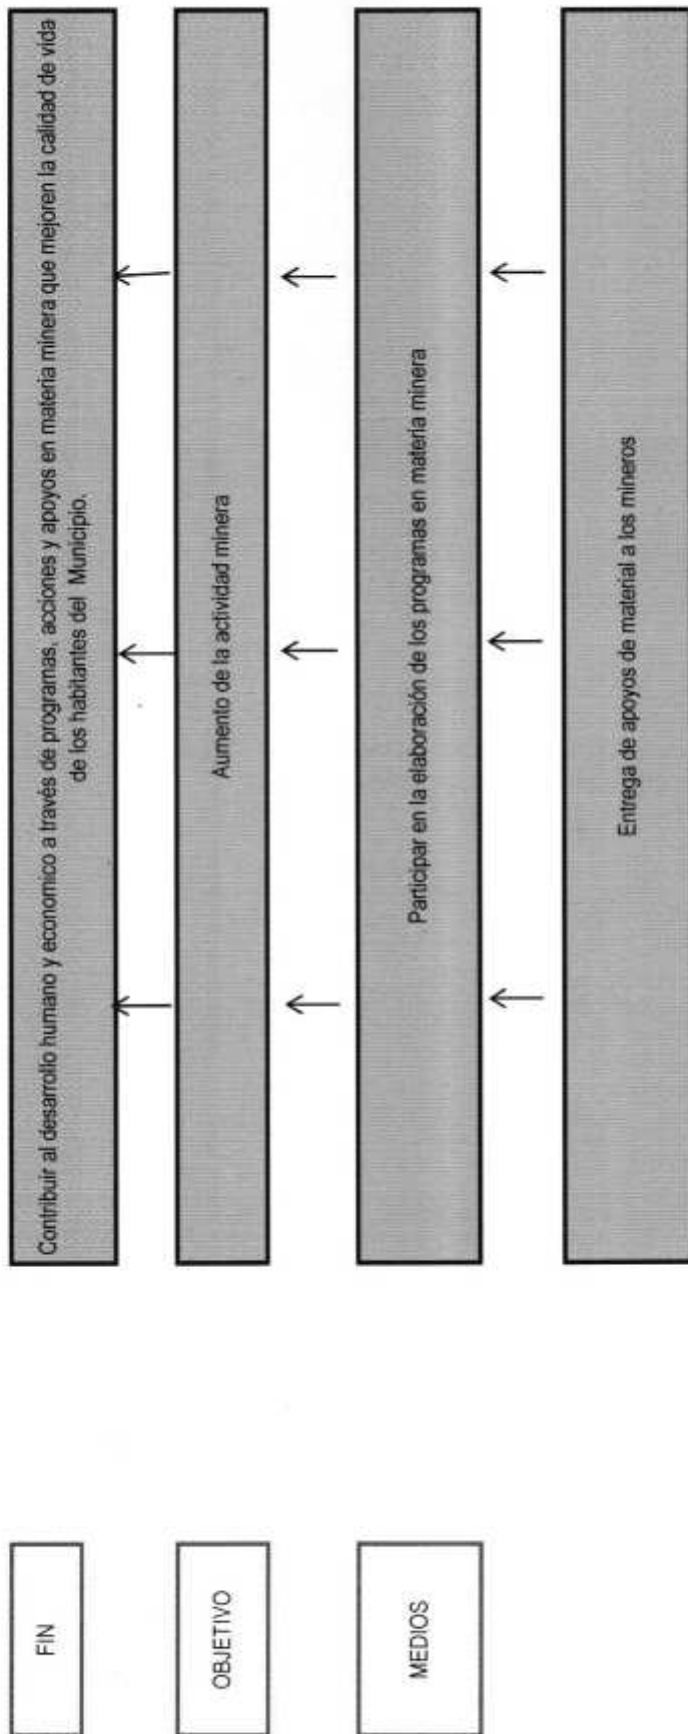 FIN
Contribuir al desarrollo humano y economico a través de programas, acciones y apoyos en materia minera que mejoren la calidad de vida
de los habitantes del Municipio.
OBJETIVO
Aumento de la actividad minera
MEDIOS
Participar en la elaboración de los programas en materia minera
Entrega de apoyos de material a los mineros